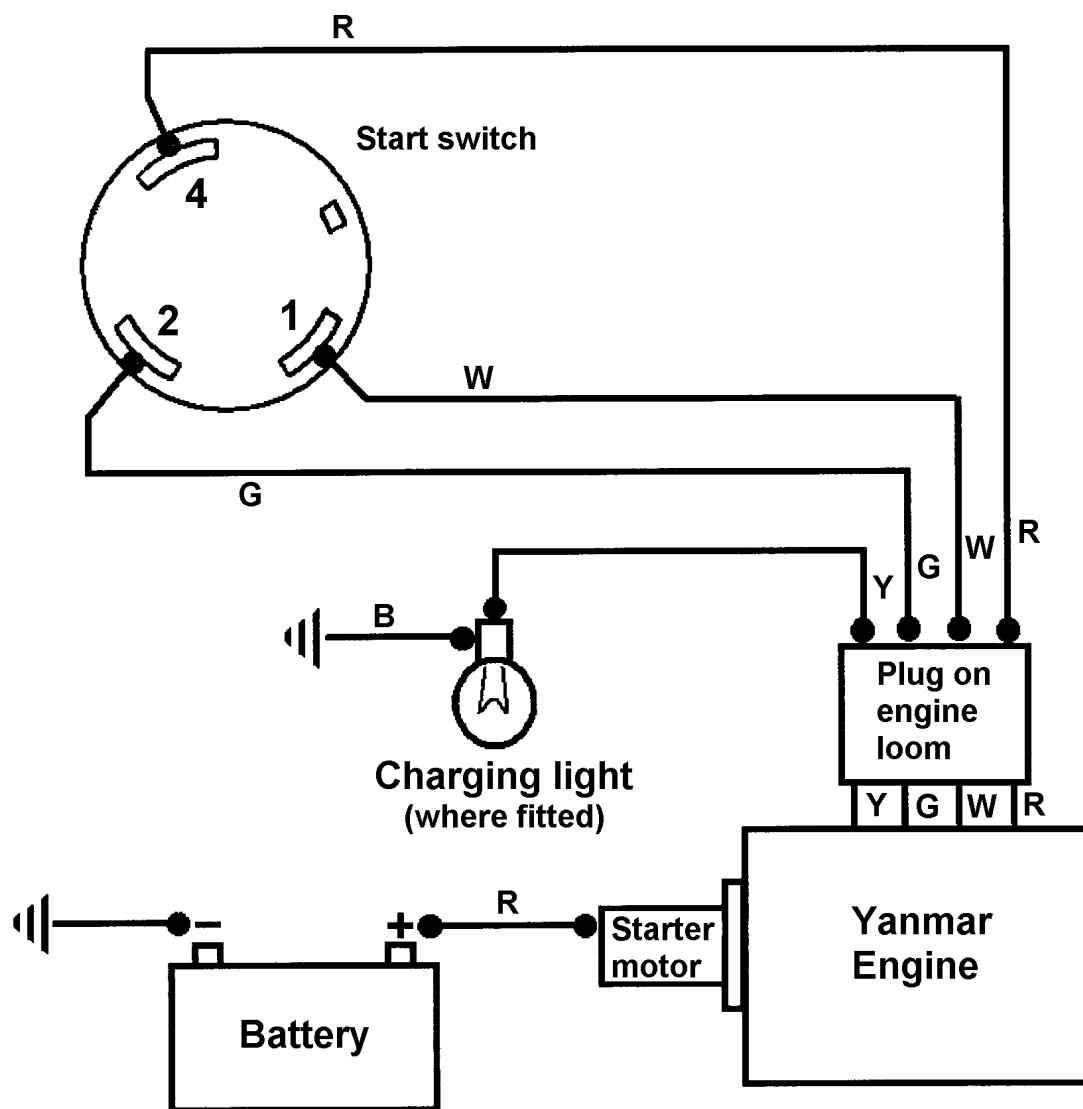 R
Start switch
4
2
1
W
G
R
W
G
Y
B
Plug on
engine
loom
Charging light
(where fitted)
Y G W R
− + R
Starter
motor
Yanmar
Engine
Battery